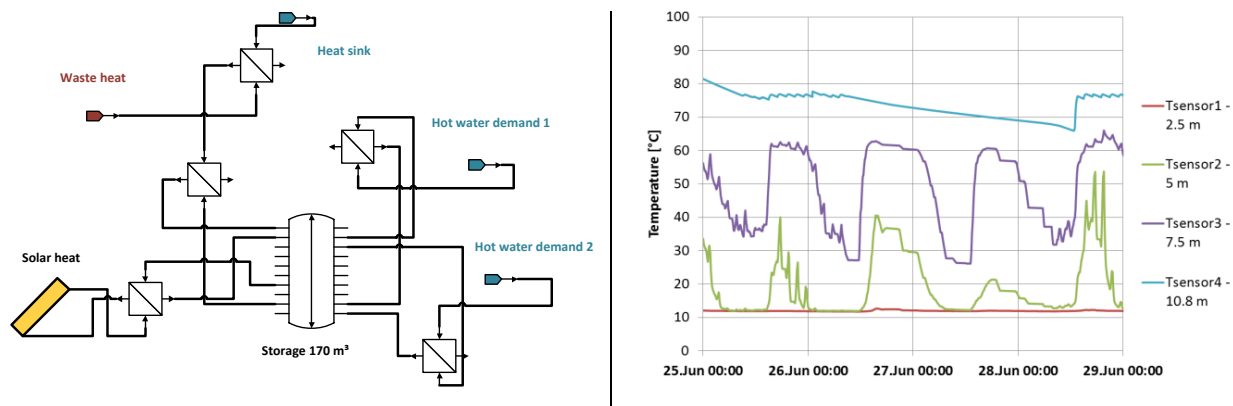 Heat sink
Waste heat
Hot water demand 1
Hot water demand 2
Solar heat
Storage 170 m³
Temperature [°C]
100
90
80
70
60
50
40
30
20
10
0
25.Jun 00:00
26.Jun 00:00
27.Jun 00:00
28.Jun 00:00
29.Jun 00:00
Tsensor1 -
2.5 m
Tsensor2 -
5 m
Tsensor3 -
7.5 m
Tsensor4 -
10.8 m